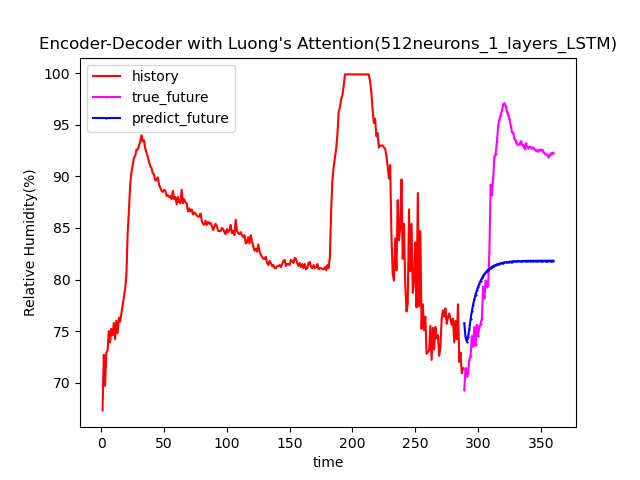 Encoder-Decoder with Luong's Attention(512neurons_1_layers_LSTM)
history
true_future
predict_future
Relative Humidity(%)
100
95
90
85
80
75
70
0 50 100 150 200 250 300 350
time